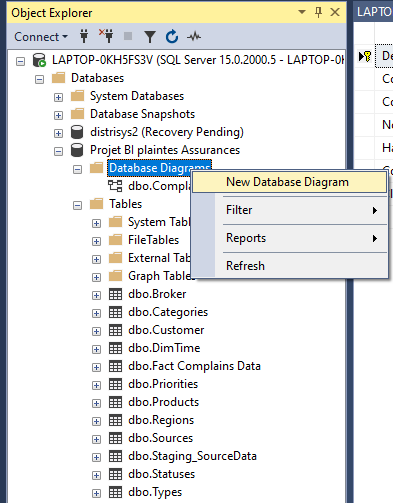 Object Explorer
LAPTO
Connect
LAPTOP-0KH5FS3V (SQL Server 15.0.2000.5 - LAPTOP-0K
De
Databases
Co
System Databases
Co
Database Snapshots
No
distrisys2 (Recovery Pending)
Ha
Projet BI plaintes Assurances
Co
Database Diagrams
dbo.Compla
New Database Diagram
Tables
Filter
System Tabl
FileTables
Reports
External Tab
Refresh
Graph Tables
dbo.Broker
dbo.Categories
dbo.Customer
dbo.DimTime
dbo.Fact Complains Data
dbo.Priorities
dbo.Products
dbo.Regions
dbo.Sources
dbo.Staging_SourceData
dbo.Statuses
dbo.Types